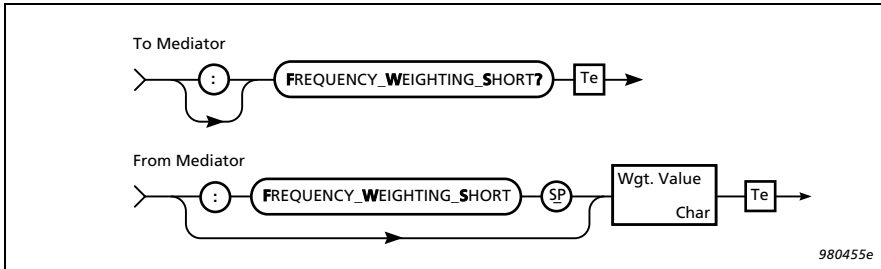 To Mediator
: FREQUENCY_WEIGHTING_SHORT? Te
From Mediator
: FREQUENCY_WEIGHTING_SHORT SP Wgt. Value Char Te
980455e